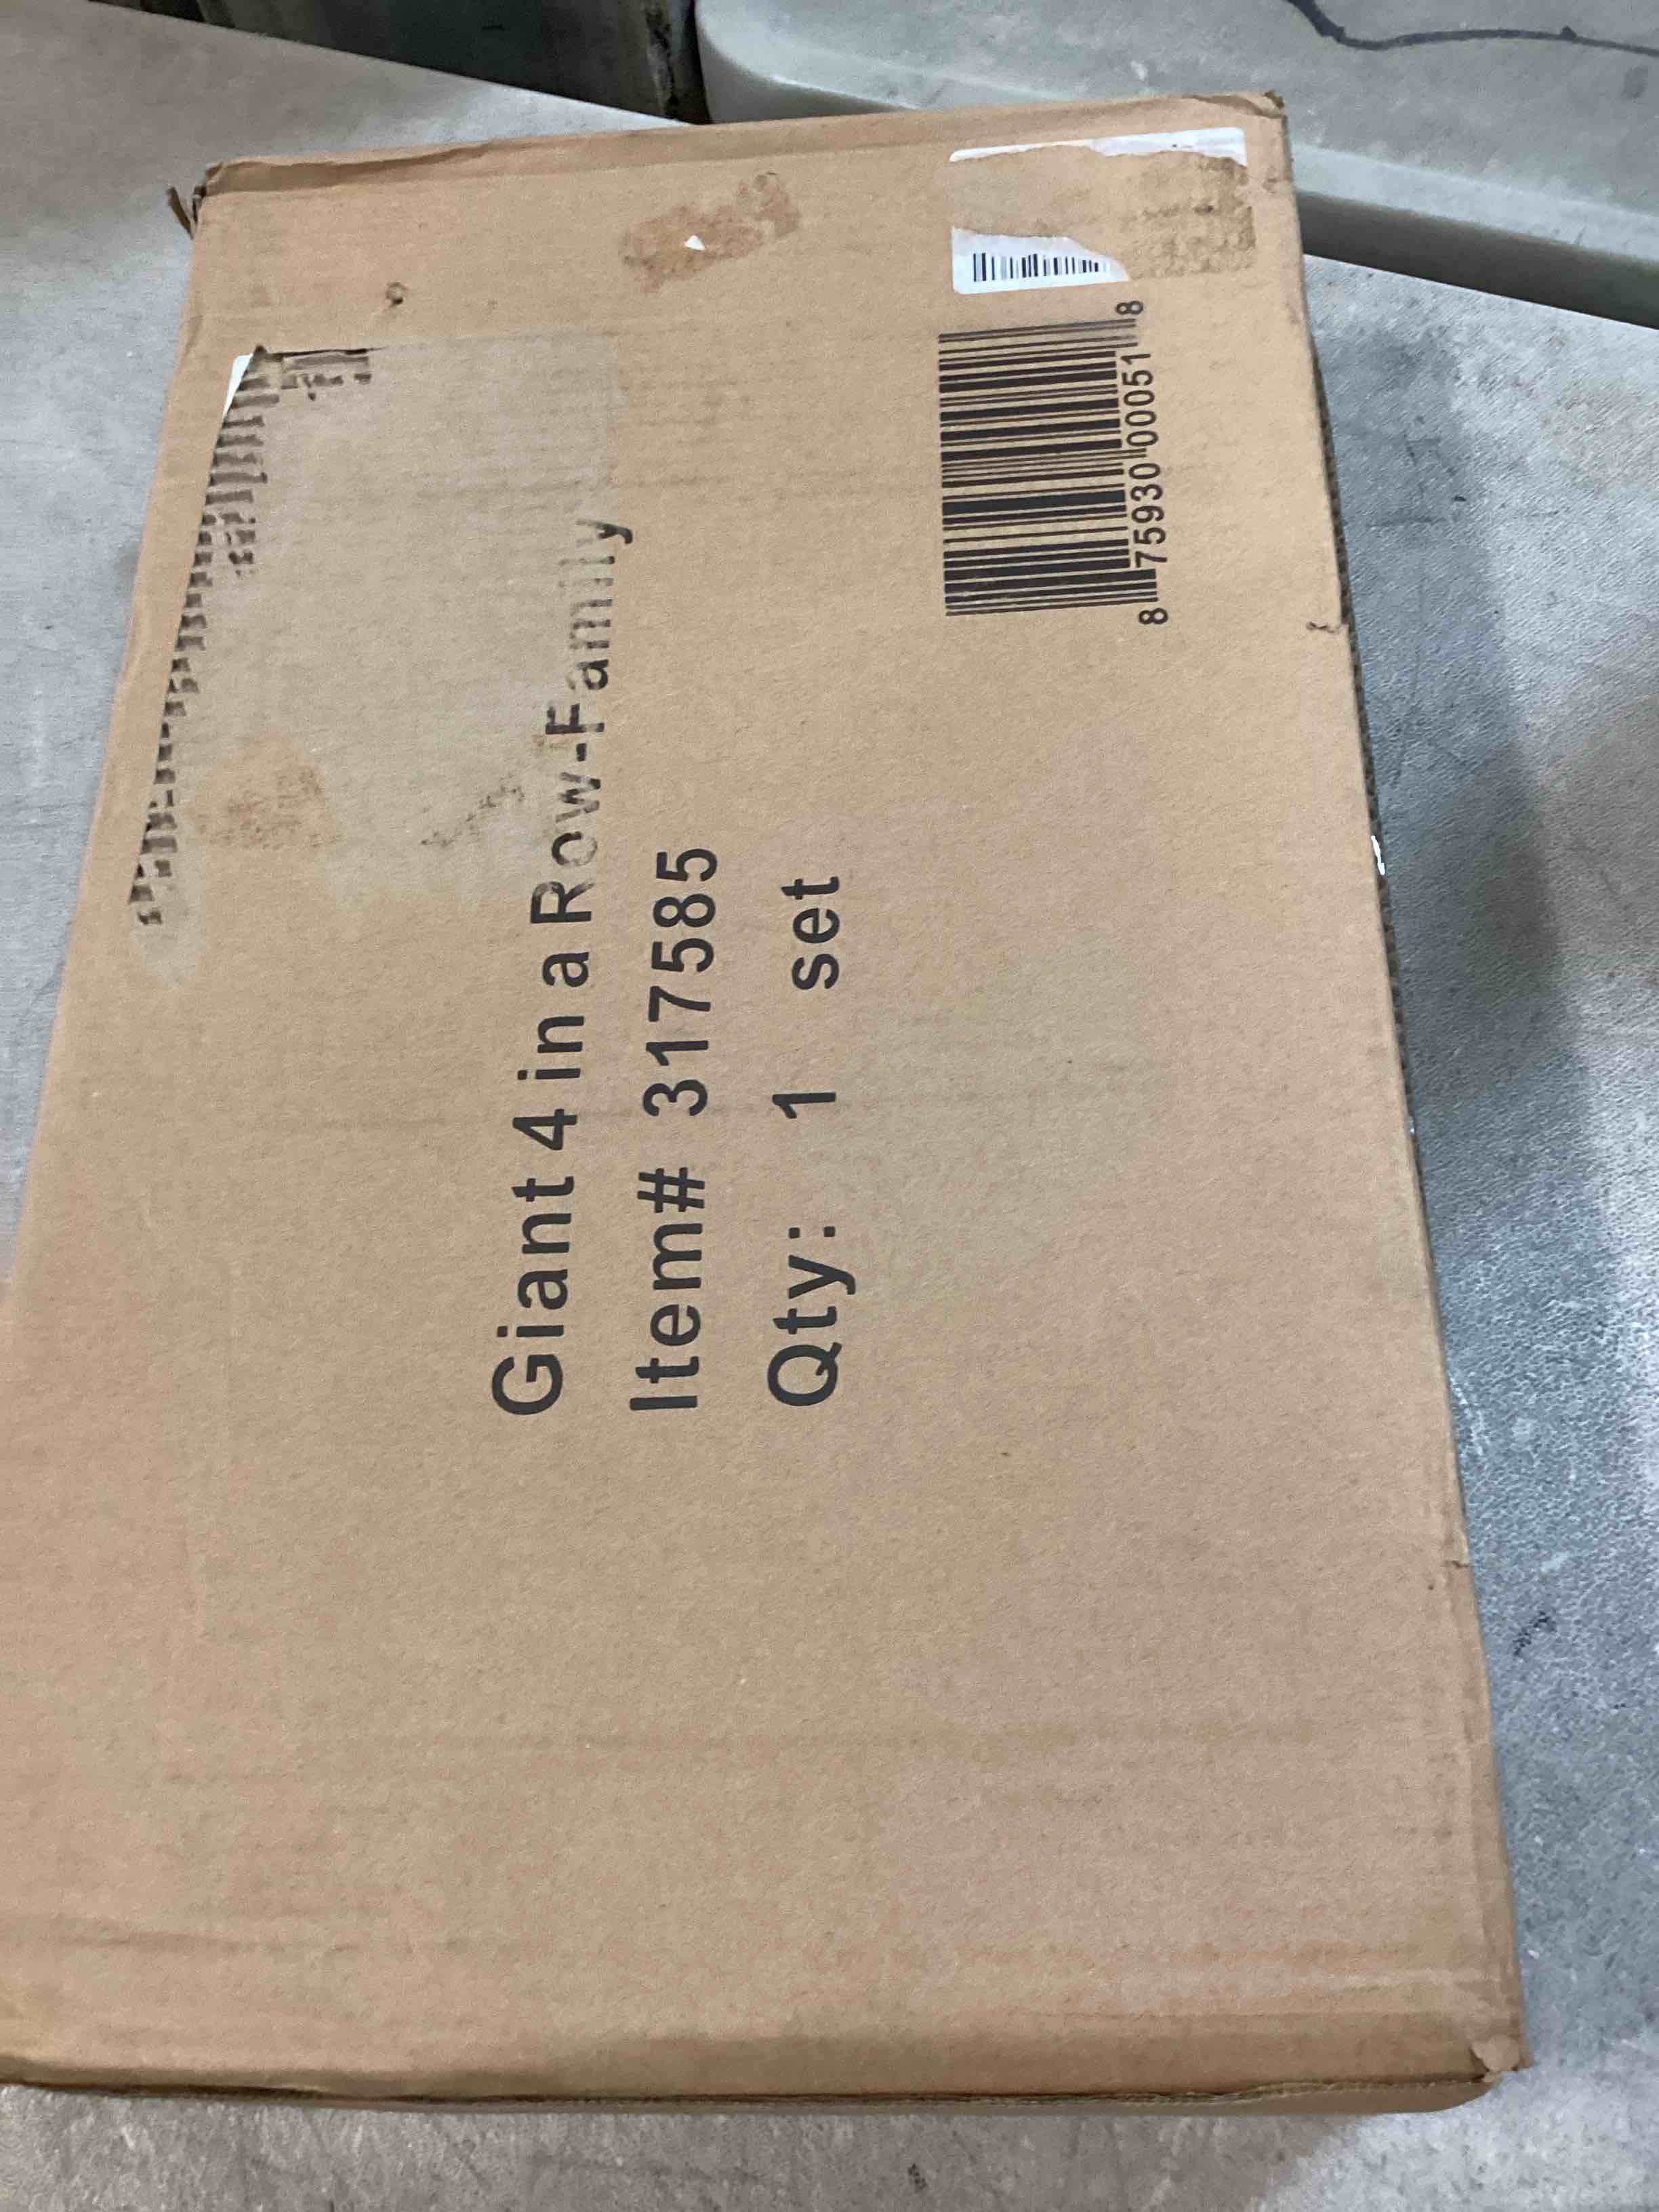 Giant 4 in a Row-Family
Item# 317585
Qty: 1 set
8 75930 00051 8